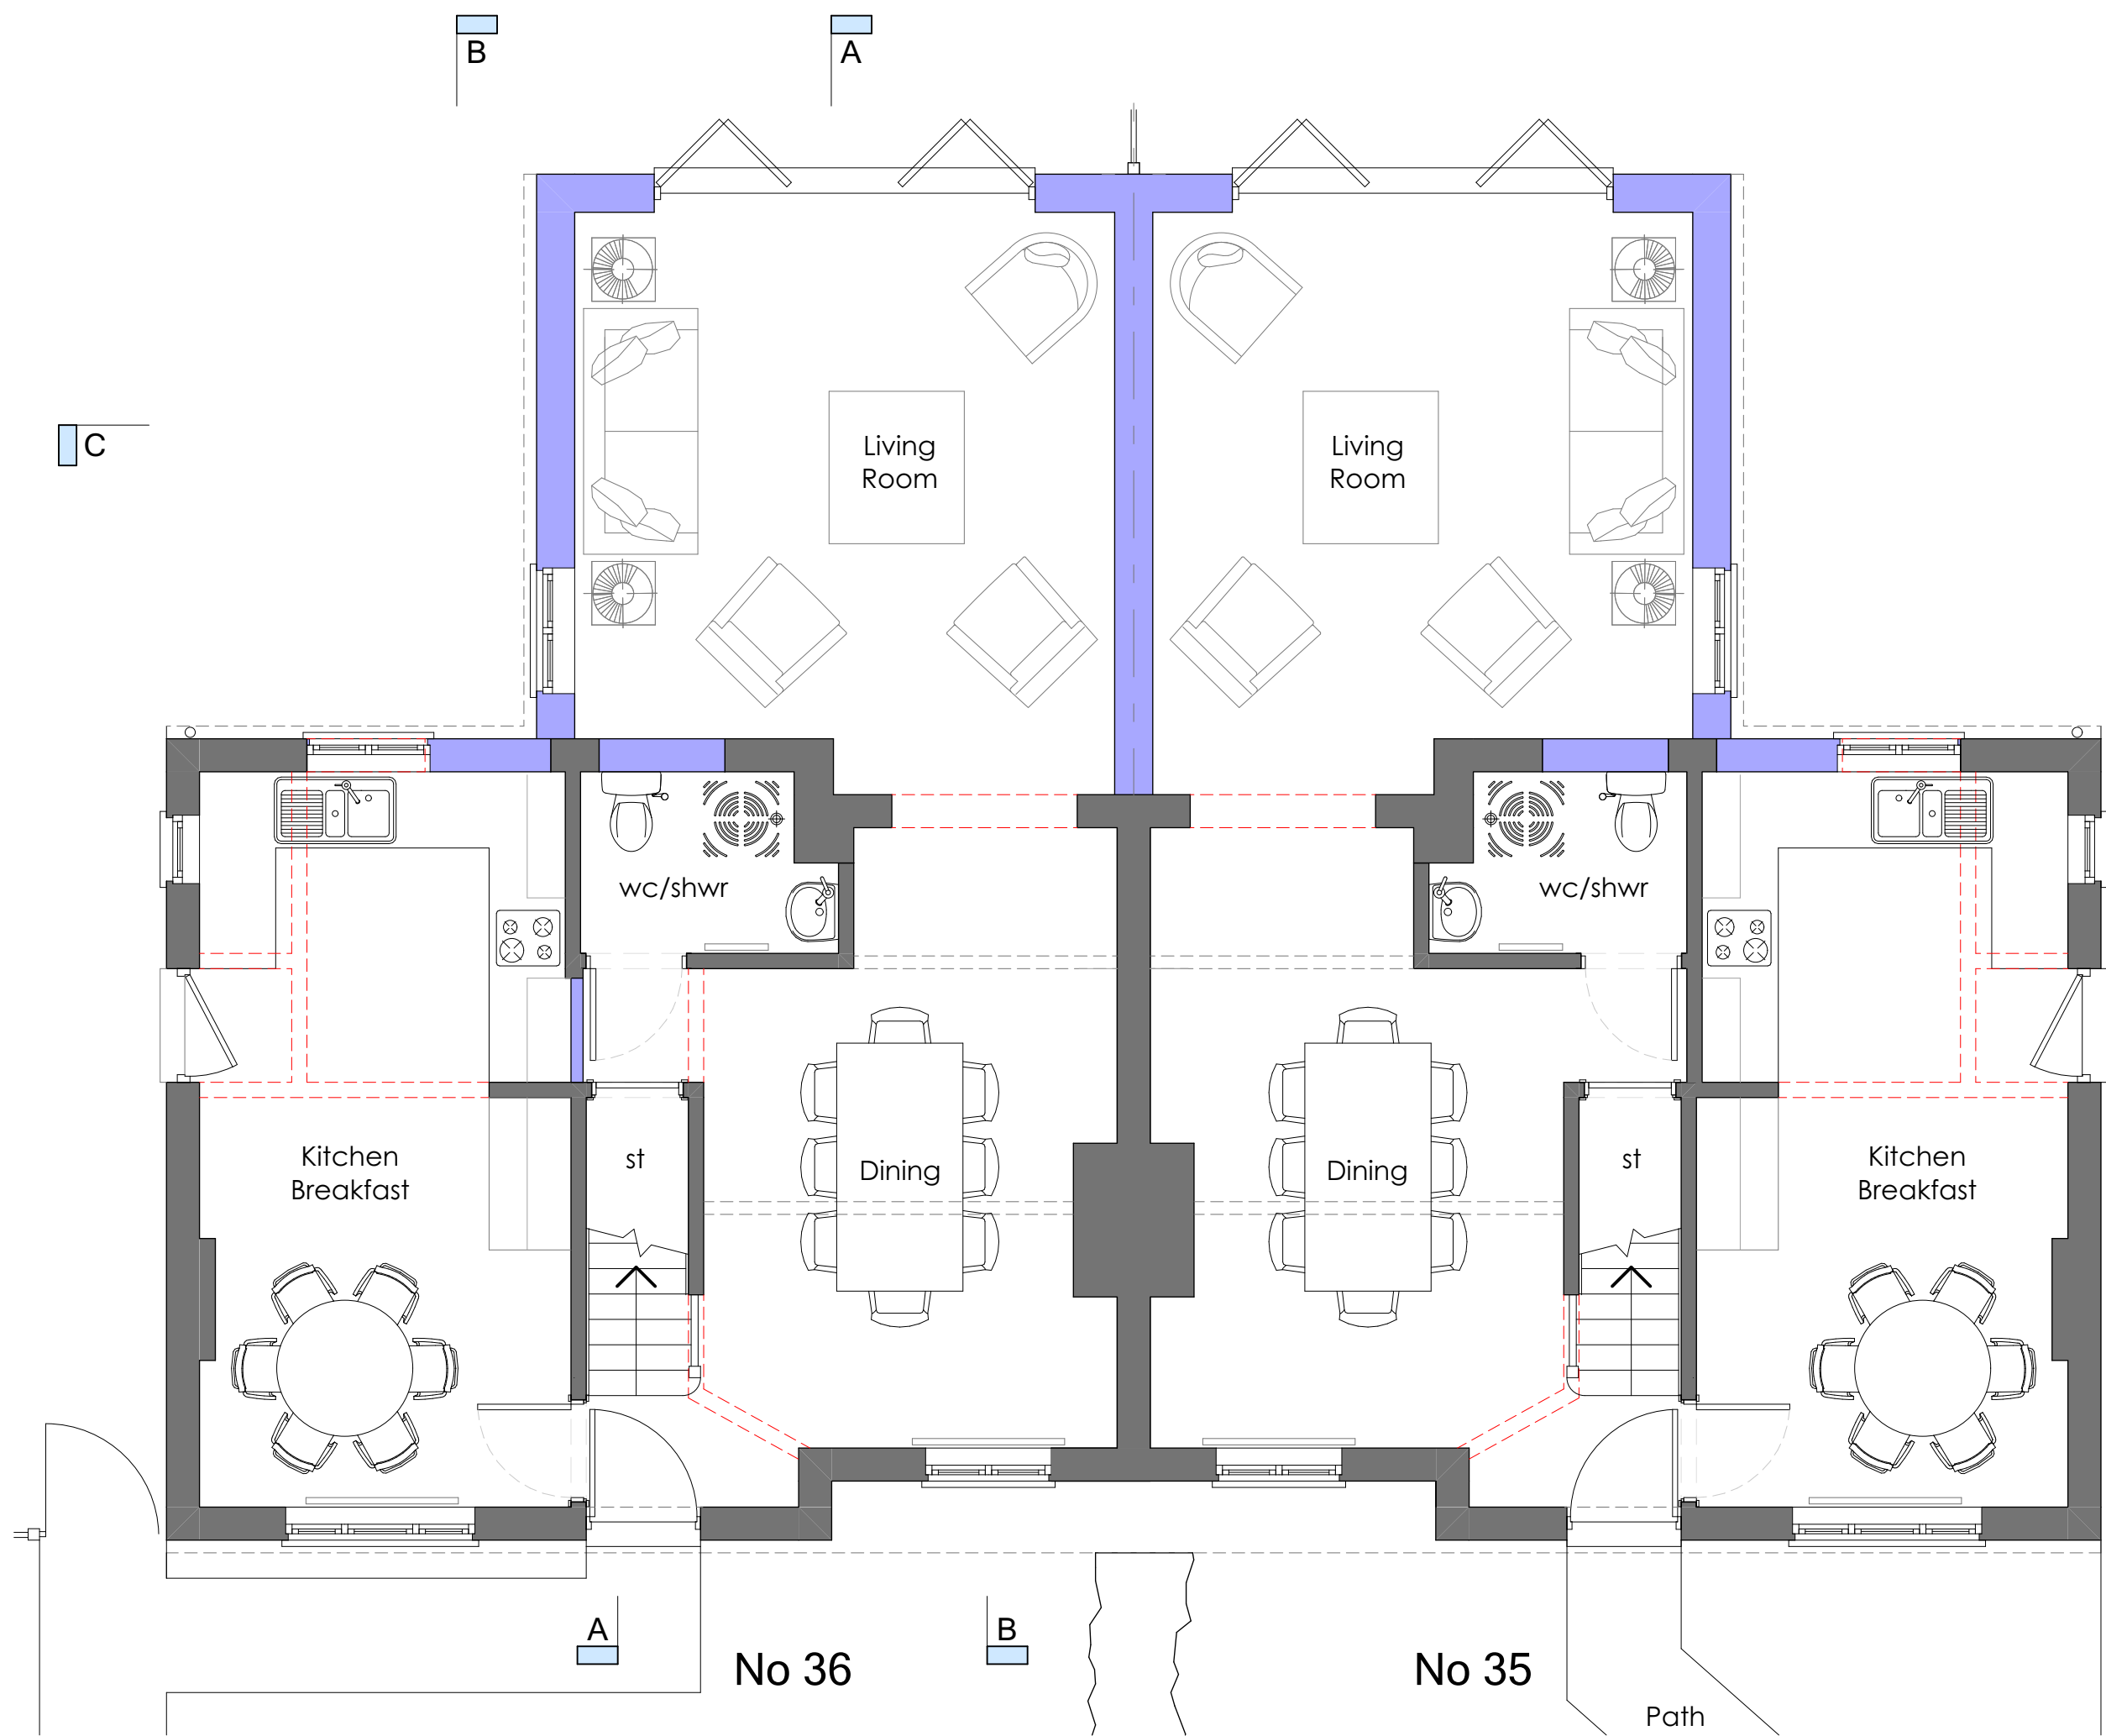 B
A
C
Living
Room
Living
Room
wc/shwr
wc/shwr
Kitchen
Breakfast
st
Dining
Dining
st
Kitchen
Breakfast
A
B
No 36
No 35
Path